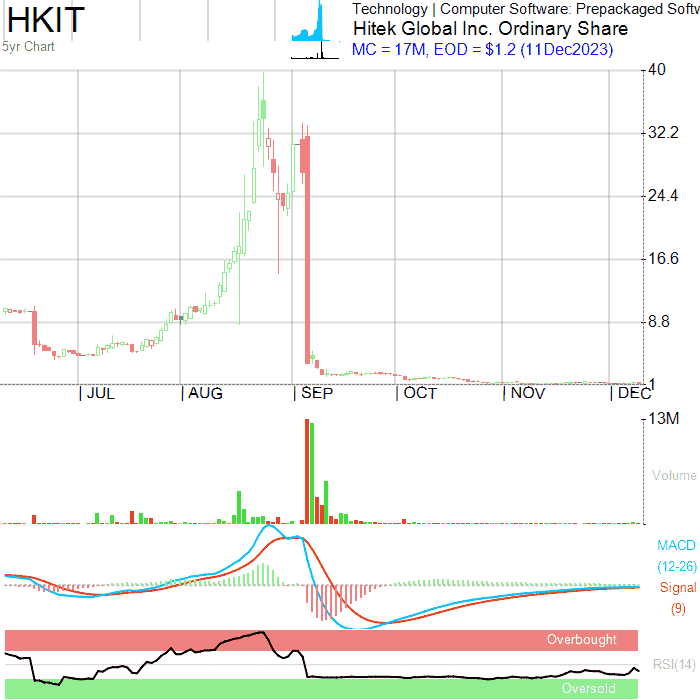 HKIT
5yr Chart
Technology | Computer Software: Prepackaged Softw
Hitek Global Inc. Ordinary Share
MC = 17M, EOD = $1.2 (11Dec2023)
40
32.2
24.4
16.6
8.8
1
| JUL | AUG | SEP | OCT | NOV | DEC
13M
Volume
MACD
(12-26)
Signal
(9)
Overbought
RSI(14)
Oversold